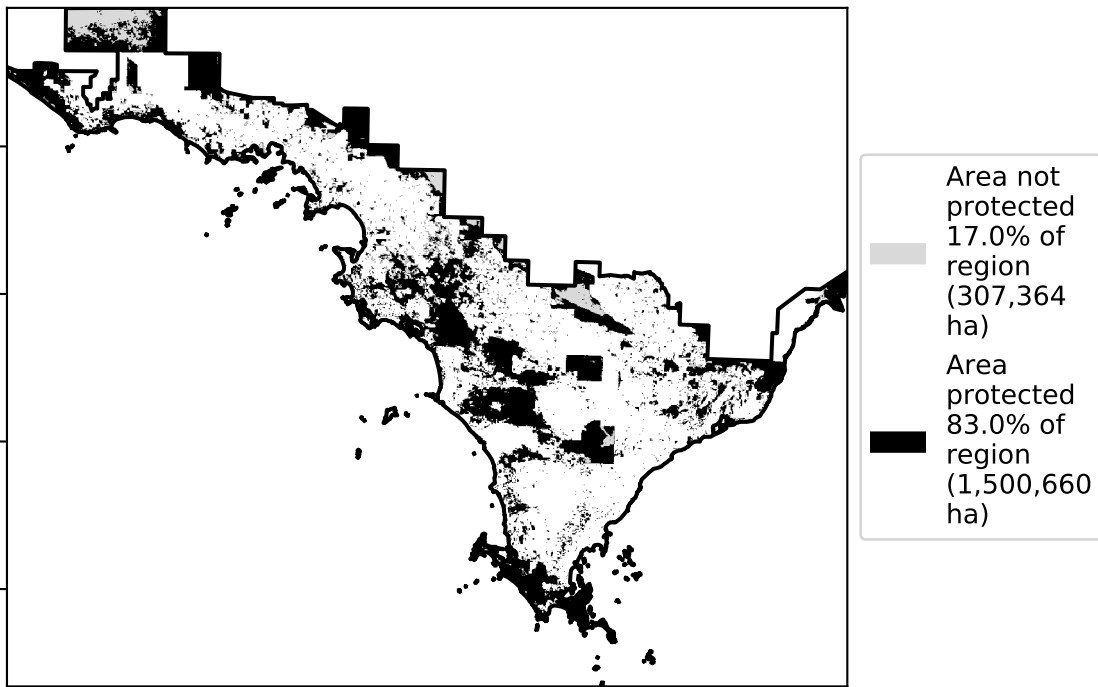 Area not
protected
17.0% of
region
(307,364
ha)
Area
protected
83.0% of
region
(1,500,660
ha)